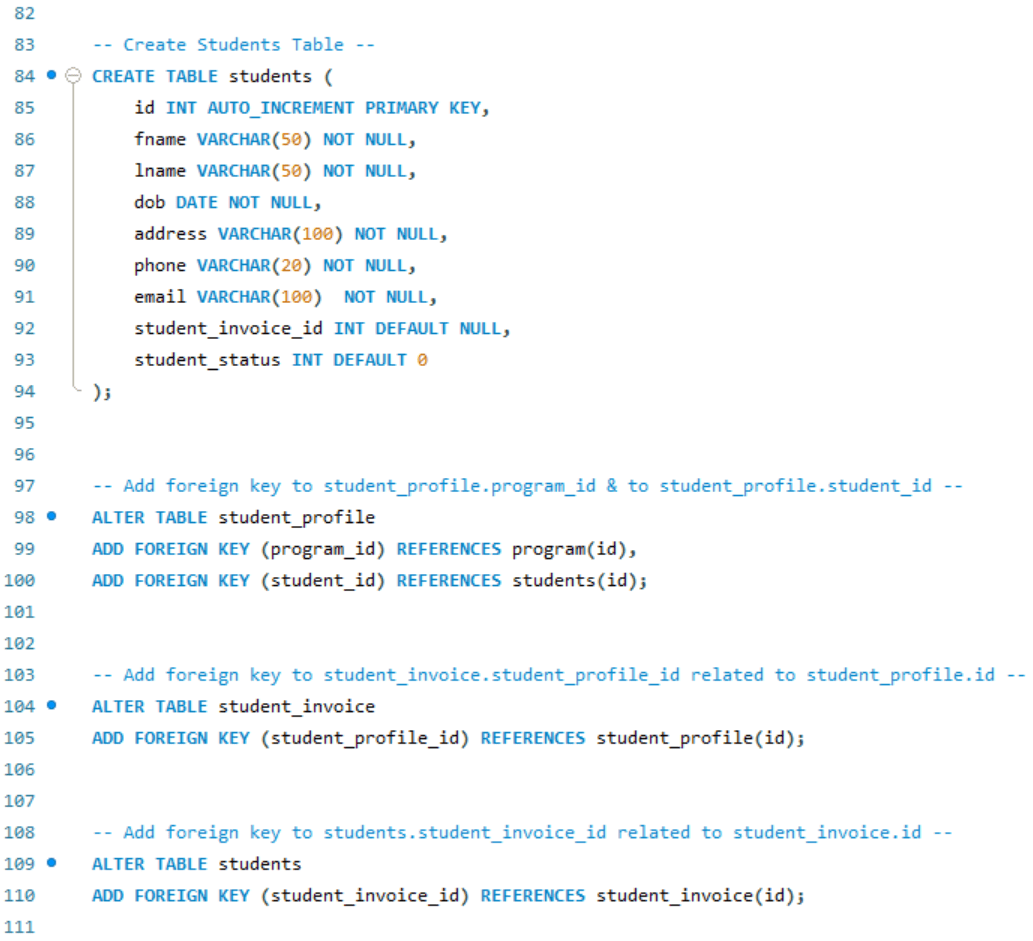 82
83 -- Create Students Table --
84 CREATE TABLE students (
85 id INT AUTO_INCREMENT PRIMARY KEY,
86 fname VARCHAR(50) NOT NULL,
87 lname VARCHAR(50) NOT NULL,
88 dob DATE NOT NULL,
89 address VARCHAR(100) NOT NULL,
90 phone VARCHAR(20) NOT NULL,
91 email VARCHAR(100)  NOT NULL,
92 student_invoice_id INT DEFAULT NULL,
93 student_status INT DEFAULT 0
94 );
95
96
97 -- Add foreign key to student_profile.program_id & to student_profile.student_id --
98 ALTER TABLE student_profile
99 ADD FOREIGN KEY (program_id) REFERENCES program(id),
100 ADD FOREIGN KEY (student_id) REFERENCES students(id);
101
102
103 -- Add foreign key to student_invoice.student_profile_id related to student_profile.id --
104 ALTER TABLE student_invoice
105 ADD FOREIGN KEY (student_profile_id) REFERENCES student_profile(id);
106
107
108 -- Add foreign key to students.student_invoice_id related to student_invoice.id --
109 ALTER TABLE students
110 ADD FOREIGN KEY (student_invoice_id) REFERENCES student_invoice(id);
111